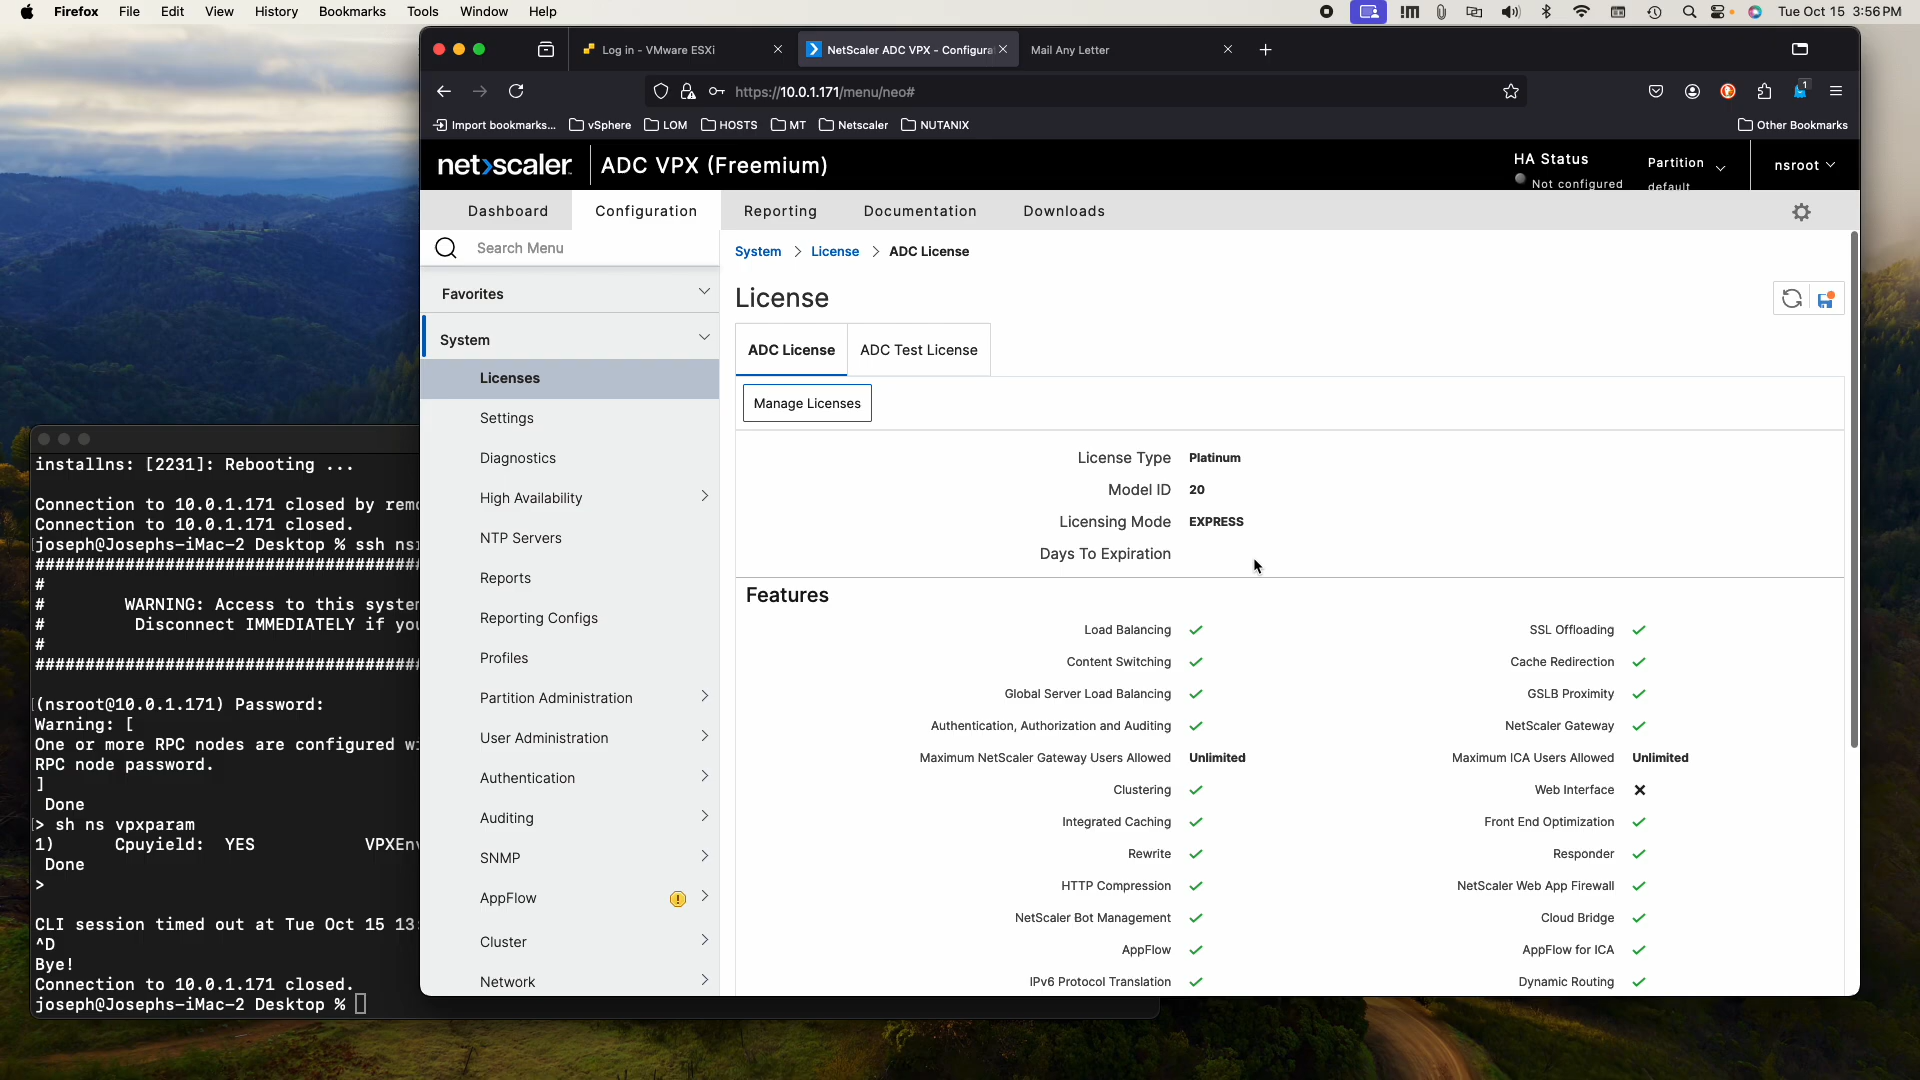 Firefox File Edit View History Bookmarks Tools Window Help
Tue Oct 15 3:56 PM
Log in - VMware ESXi
NetScaler ADC VPX - Configura
Mail Any Letter
https://10.0.1.171/menu/neo#
1
Import bookmarks... vSphere LOM HOSTS MT Netscaler NUTANIX
Other Bookmarks
netscaler ADC VPX (Freemium)
HA Status
Not configured
Partition
default
nsroot
Dashboard Configuration Reporting Documentation Downloads
Search Menu
Favorites
System
Licenses
Settings
Diagnostics
High Availability
NTP Servers
Reports
Reporting Configs
Profiles
Partition Administration
User Administration
Authentication
Auditing
SNMP
AppFlow
Cluster
Network
System > License > ADC License
License
ADC License
ADC Test License
Manage Licenses
License Type Platinum
Model ID 20
Licensing Mode EXPRESS
Days To Expiration
Features
Load Balancing
SSL Offloading
Content Switching
Cache Redirection
Global Server Load Balancing
GSLB Proximity
Authentication, Authorization and Auditing
NetScaler Gateway
Maximum NetScaler Gateway Users Allowed Unlimited
Maximum ICA Users Allowed Unlimited
Clustering
Web Interface
Integrated Caching
Front End Optimization
Rewrite
Responder
HTTP Compression
NetScaler Web App Firewall
NetScaler Bot Management
Cloud Bridge
AppFlow
AppFlow for ICA
IPv6 Protocol Translation
Dynamic Routing
installns: [2231]: Rebooting ...
Connection to 10.0.1.171 closed by remo
Connection to 10.0.1.171 closed.
[joseph@Josephs-iMac-2 Desktop % ssh nsr
#######################################
#
# WARNING: Access to this system
# Disconnect IMMEDIATELY if you
#
#######################################
[(nsroot@10.0.1.171) Password:
Warning: [
One or more RPC nodes are configured wi
RPC node password.
]
Done
[> sh ns vpxparam
1) Cpuyield: YES VPXEnv
Done
>
CLI session timed out at Tue Oct 15 13:
^D
Bye!
Connection to 10.0.1.171 closed.
joseph@Josephs-iMac-2 Desktop %